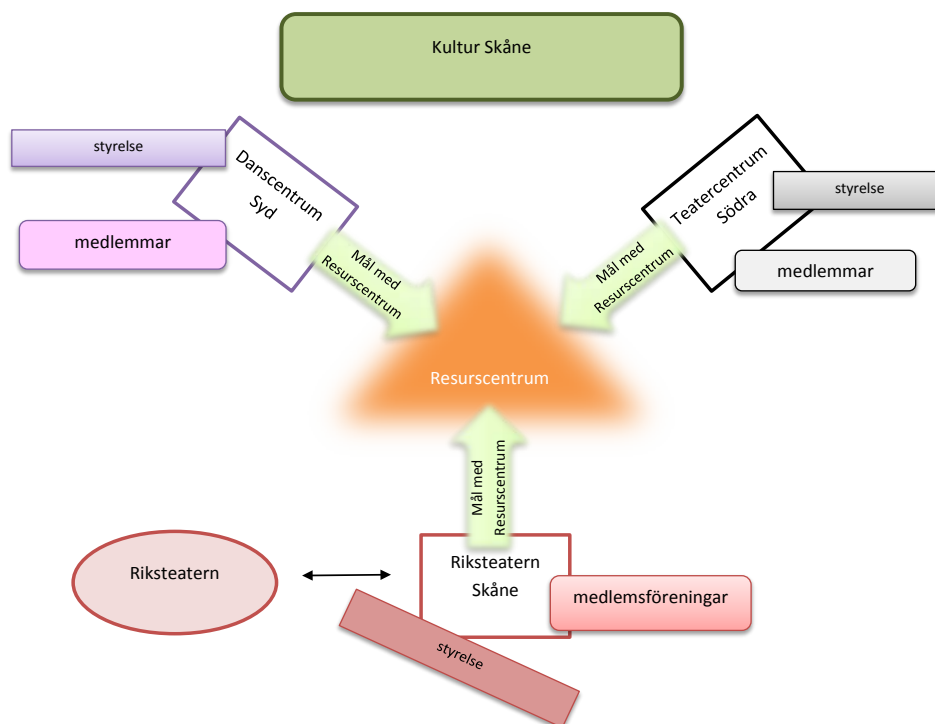 Kultur Skåne
styrelse
Danscentrum
Syd
medlemmar
Mål med
Resurscentrum
Teatercentrum
Södra
styrelse
medlemmar
Mål med
Resurscentrum
Resurscentrum
Mål med
Resurscentrum
Riksteatern
Riksteatern
Skåne
medlemsföreningar
styrelse